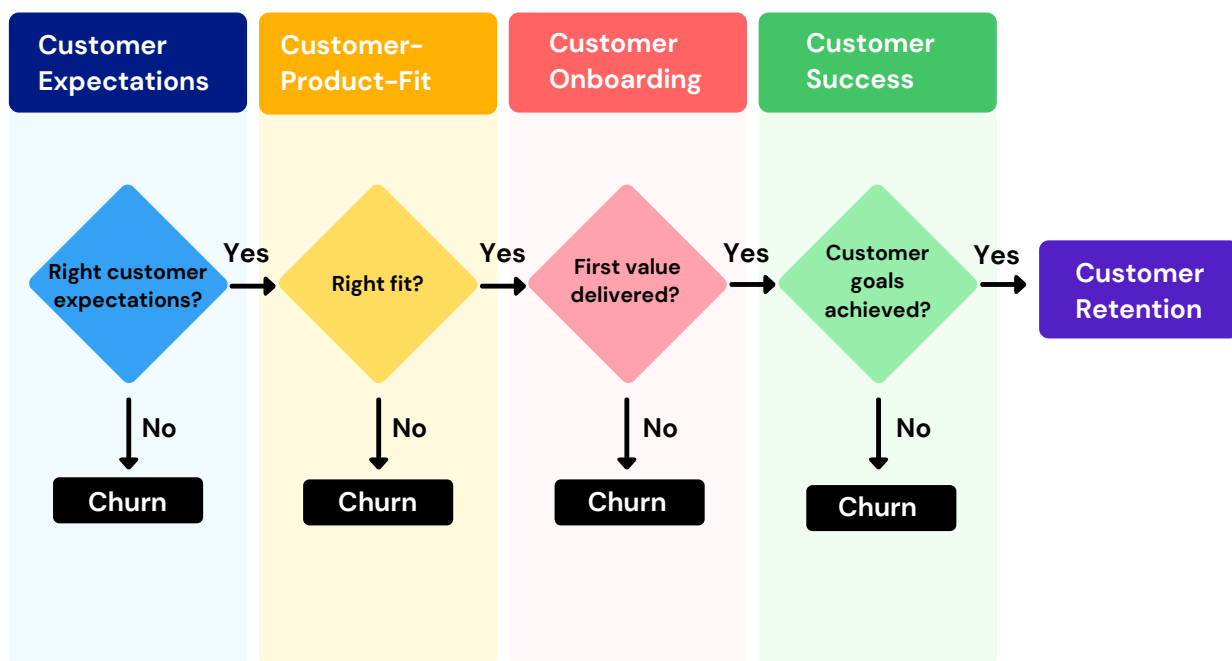 Customer
Expectations
Customer-
Product-Fit
Customer
Onboarding
Customer
Success
Right customer
expectations?
Yes
Right fit?
Yes
First value
delivered?
Yes
Customer
goals
achieved?
Yes
Customer
Retention
No
No
No
No
Churn
Churn
Churn
Churn